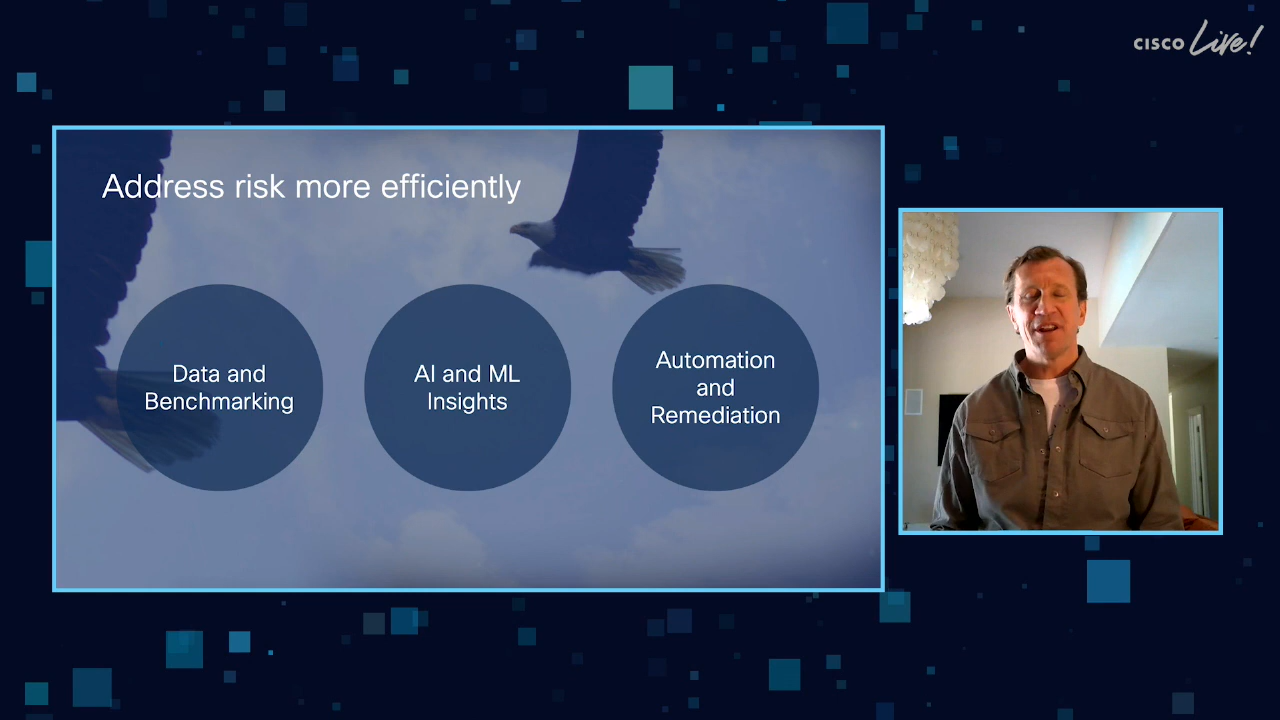 CISCO Live!
Address risk more efficiently
Data and
Benchmarking
AI and ML
Insights
Automation
and
Remediation